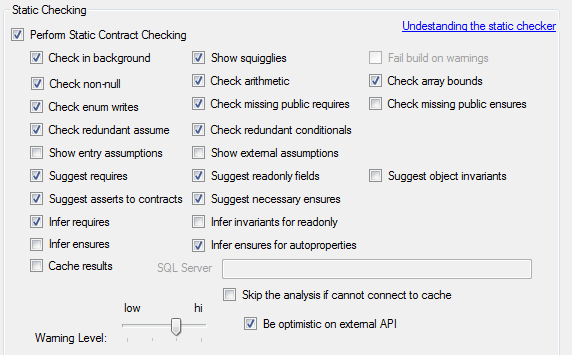 Static Checking
Undestanding the static checker
Perform Static Contract Checking
Check in background Show squigglies Fail build on warnings
Check non-null Check arithmetic Check array bounds
Check enum writes Check missing public requires Check missing public ensures
Check redundant assume Check redundant conditionals
Show entry assumptions Show external assumptions
Suggest requires Suggest readonly fields Suggest object invariants
Suggest asserts to contracts Suggest necessary ensures
Infer requires Infer invariants for readonly
Infer ensures Infer ensures for autoproperties
Cache results SQL Server
Skip the analysis if cannot connect to cache
low hi
Be optimistic on external API
Warning Level: